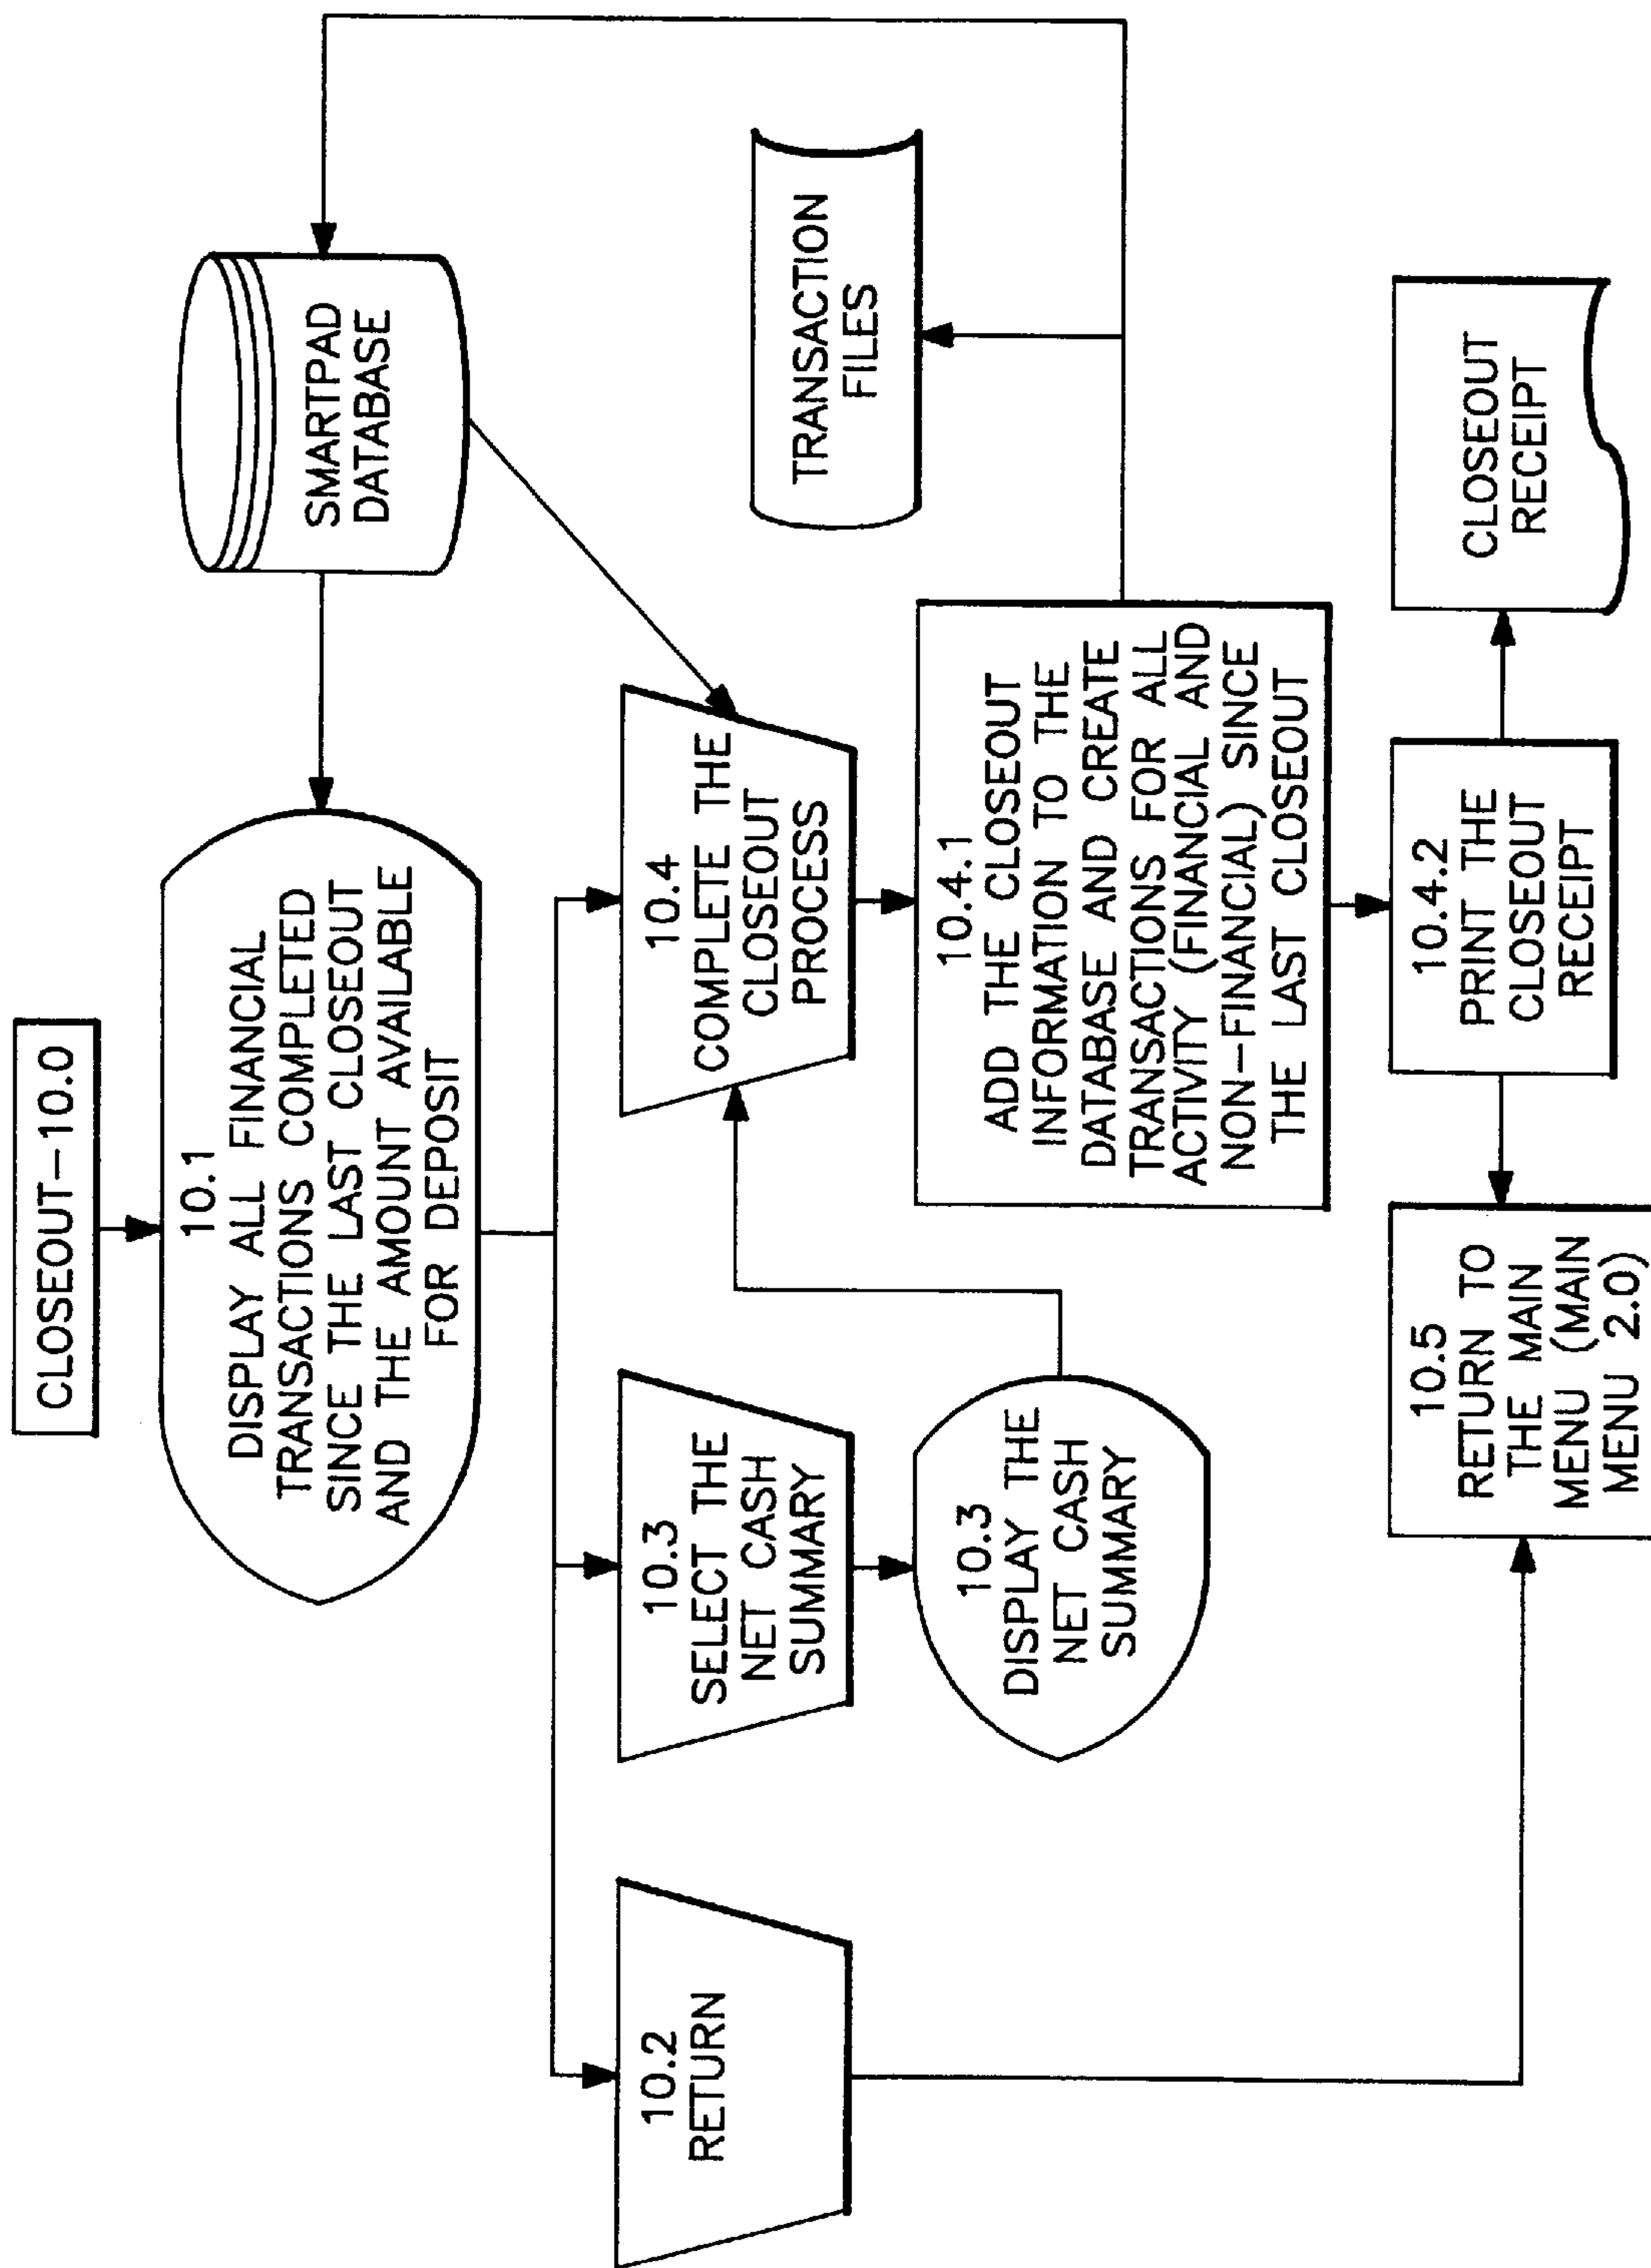 CLOSEOUT-10.0
10.1
DISPLAY ALL FINANCIAL
TRANSACTIONS COMPLETED
SINCE THE LAST CLOSEOUT
AND THE AMOUNT AVAILABLE
FOR DEPOSIT
SMARTPAD
DATABASE
10.2
RETURN
10.3
SELECT THE
NET CASH
SUMMARY
10.4
COMPLETE THE
CLOSEOUT
PROCESS
TRANSACTION
FILES
10.3
DISPLAY THE
NET CASH
SUMMARY
10.4.1
ADD THE CLOSEOUT
INFORMATION TO THE
DATABASE AND CREATE
TRANSACTIONS FOR ALL
ACTIVITY (FINANCIAL AND
NON-FINANCIAL) SINCE
THE LAST CLOSEOUT
10.5
RETURN TO
THE MAIN
MENU (MAIN
MENU 2.0)
10.4.2
PRINT THE
CLOSEOUT
RECEIPT
CLOSEOUT
RECEIPT